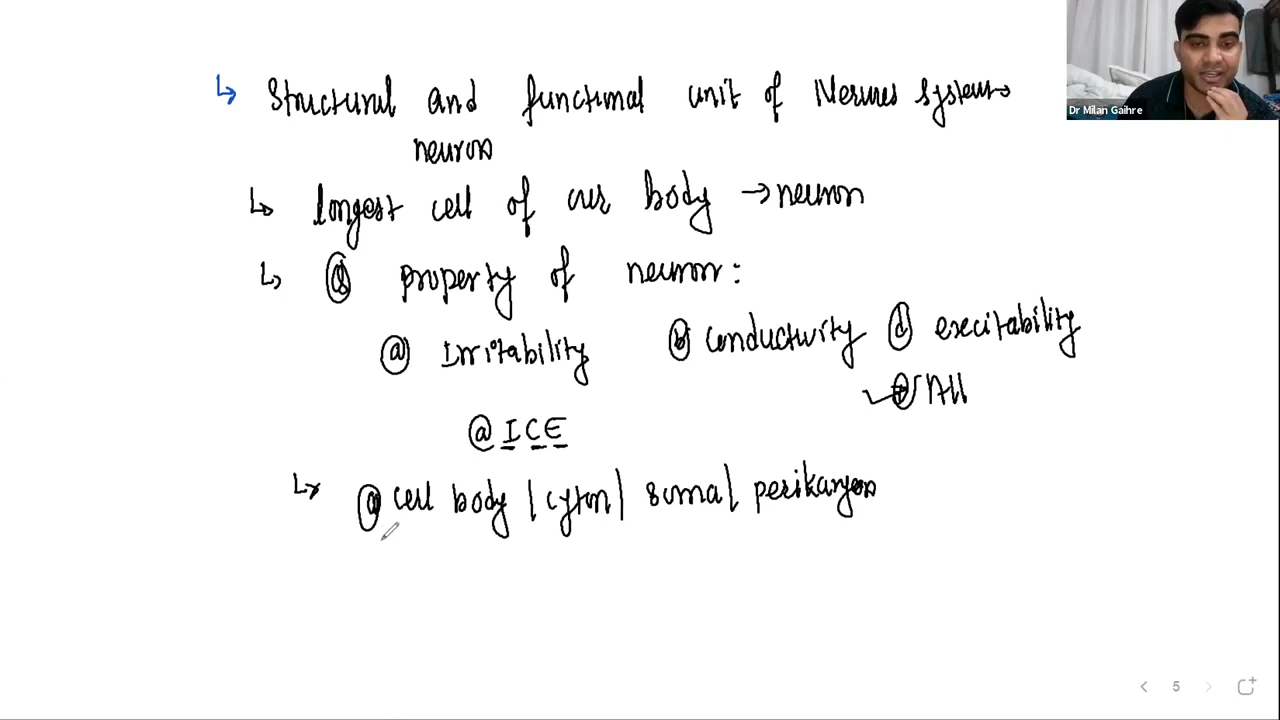 ↳ Structural and functional unit of Nervous system →
neuron
↳ longest cell of our body → neuron
↳ Q property of neuron :
a Irritability b conductivity c excitability
d All
@ I C E
↳ cell body | cyton | soma | perikaryon
Dr Milan Gaihre
5